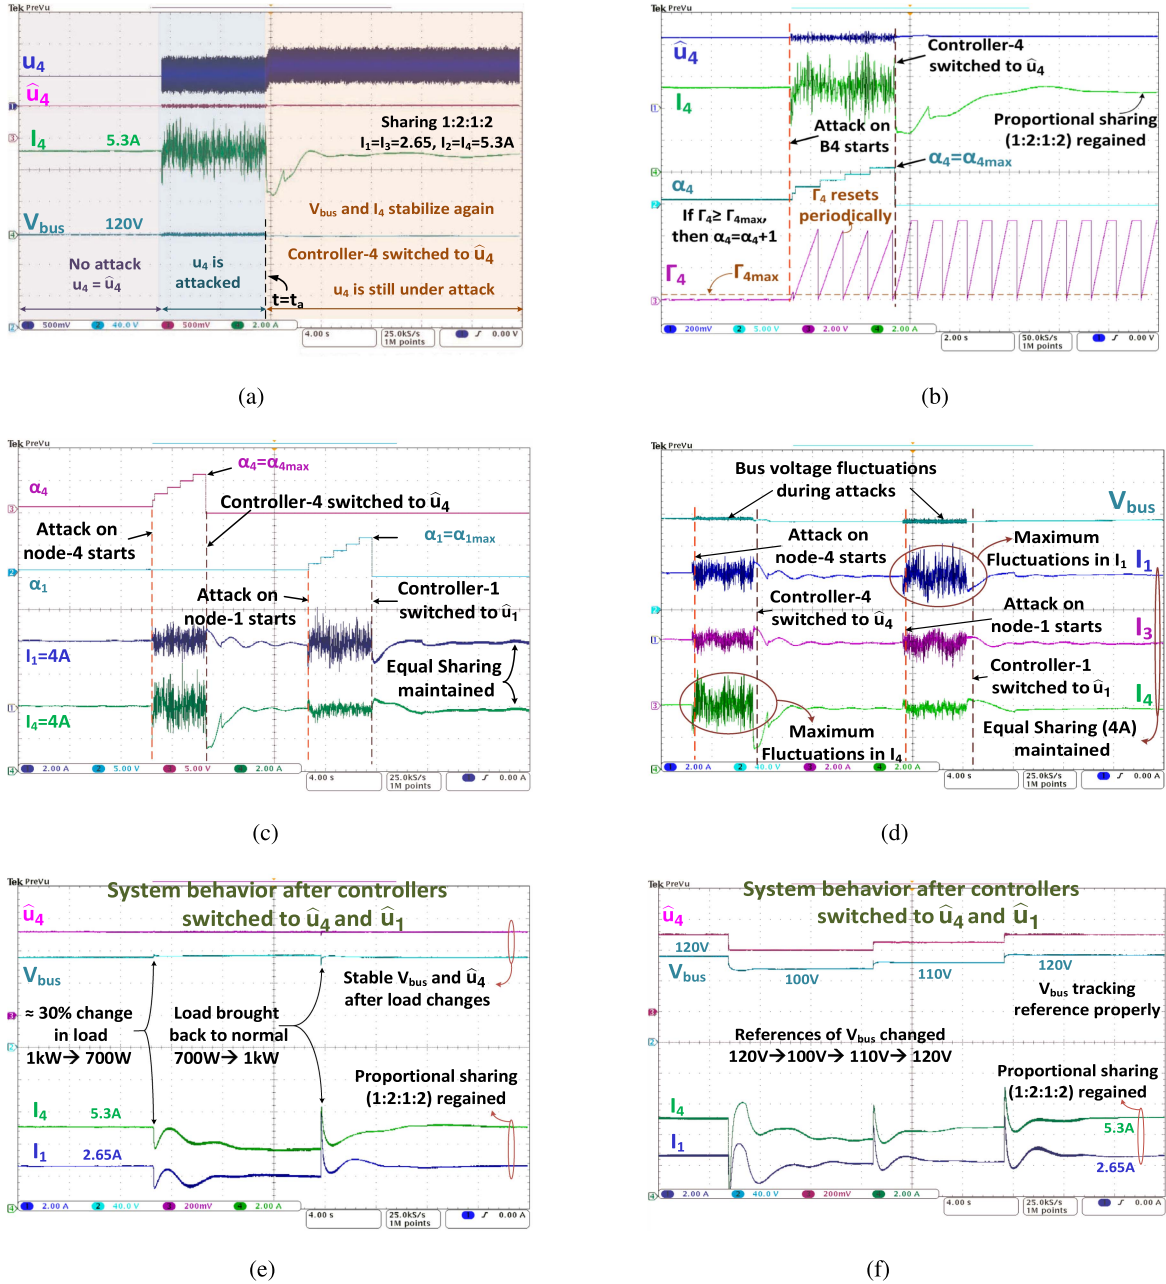 Tek PreVu
u4
û4
I4
5.3A
Sharing 1:2:1:2
I1=I3=2.65, I2=I4=5.3A
Vbus
120V
Vbus and I4 stabilize again
No attack
u4 = û4
u4 is
attacked
Controller-4 switched to û4
t=ta
u4 is still under attack
500mV
40.0 V
500mV
2.00 A
4.00 s
25.0kS/s
1M points
0.00 V
(a)
Tek PreVu
û4
I4
Controller-4
switched to û4
Attack on
B4 starts
Proportional sharing
(1:2:1:2) regained
α4
α4=α4max
If Γ4≥ Γ4max,
then α4=α4+1
Γ4 resets
periodically
Γ4
Γ4max
200mV
5.00 V
2.00 V
2.00 A
2.00 s
50.0kS/s
1M points
0.00 V
(b)
Tek PreVu
α4
α4=α4max
Controller-4 switched to û4
Attack on
node-4 starts
α1=α1max
α1
Attack on
node-1 starts
Controller-1
switched to û1
I1=4A
Equal Sharing
maintained
I4=4A
2.00 A
5.00 V
5.00 V
2.00 A
4.00 s
25.0kS/s
1M points
0.00 A
(c)
Tek PreVu
Bus voltage fluctuations
during attacks
Vbus
Attack on
node-4 starts
Maximum
Fluctuations in I1
I1
Controller-4
switched to û4
Attack on
node-1 starts
I3
Controller-1
switched to û1
I4
Maximum
Fluctuations in I4
Equal Sharing (4A)
maintained
2.00 A
40.0 V
2.00 A
2.00 A
4.00 s
25.0kS/s
1M points
0.00 A
(d)
Tek PreVu
System behavior after controllers
switched to û4 and û1
û4
Vbus
Stable Vbus and û4
after load changes
≈ 30% change
in load
1kW→ 700W
Load brought
back to normal
700W→ 1kW
Proportional sharing
(1:2:1:2) regained
I4
5.3A
I1
2.65A
2.00 A
40.0 V
200mV
2.00 A
4.00 s
25.0kS/s
1M points
0.00 A
(e)
Tek PreVu
System behavior after controllers
switched to û4 and û1
û4
120V
Vbus
100V
110V
120V
Vbus tracking
reference properly
References of Vbus changed
120V→100V→110V→120V
Proportional sharing
(1:2:1:2) regained
I4
5.3A
I1
2.65A
2.00 A
40.0 V
200mV
2.00 A
4.00 s
25.0kS/s
1M points
0.00 A
(f)